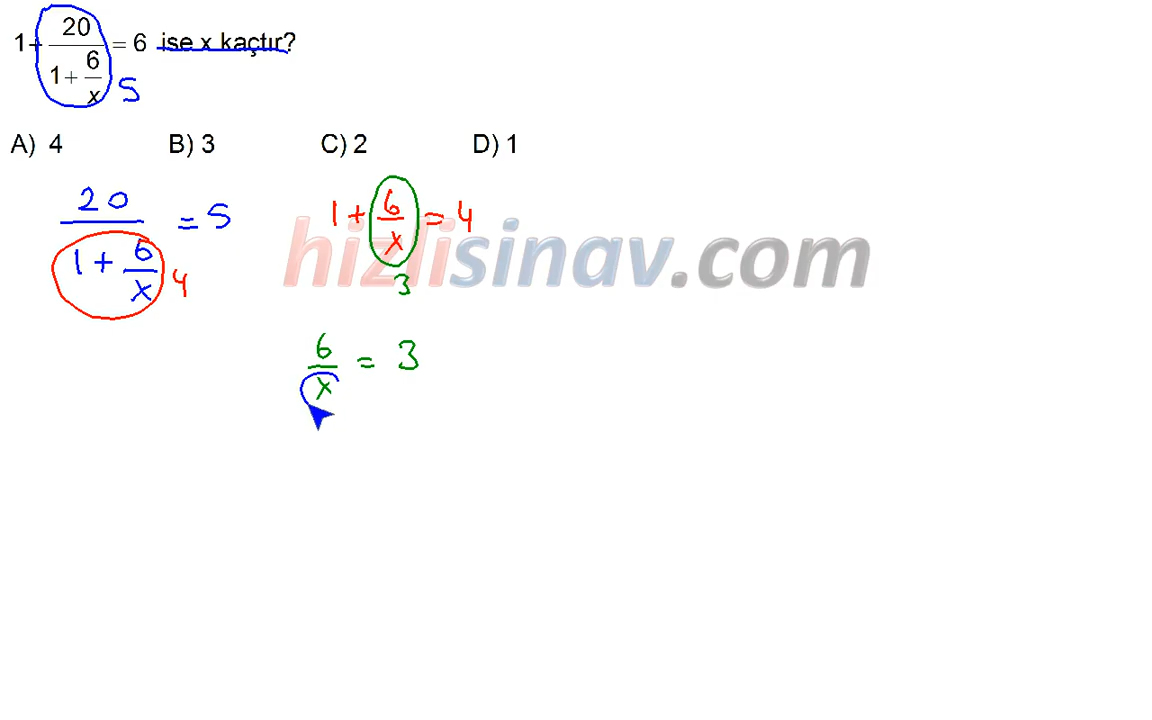 1+ 20 / 1+ 6/x = 6 ise x kaçtır?
5
A) 4 B) 3 C) 2 D) 1
20 / 1 + 6/x = 5
4
1 + 6/x = 4
3
6/x = 3
hizlisinav.com